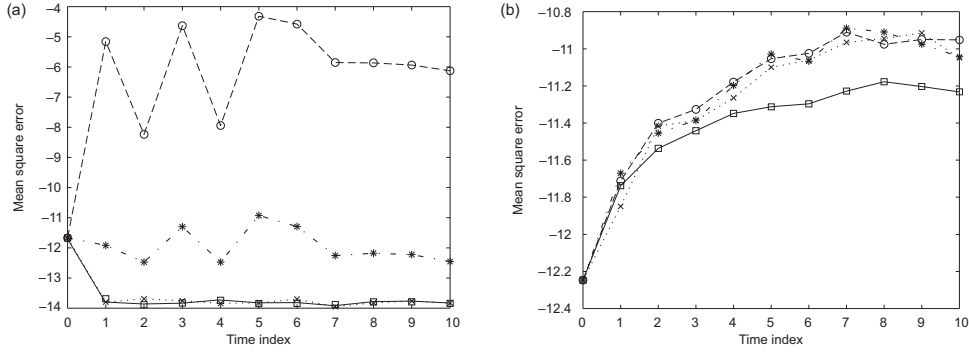 (a)
−4
−5
−6
−7
−8
−9
−10
−11
−12
−13
−14
Mean square error
0 1 2 3 4 5 6 7 8 9 10
Time index
(b)
−10.8
−11
−11.2
−11.4
−11.6
−11.8
−12
−12.2
−12.4
Mean square error
0 1 2 3 4 5 6 7 8 9 10
Time index